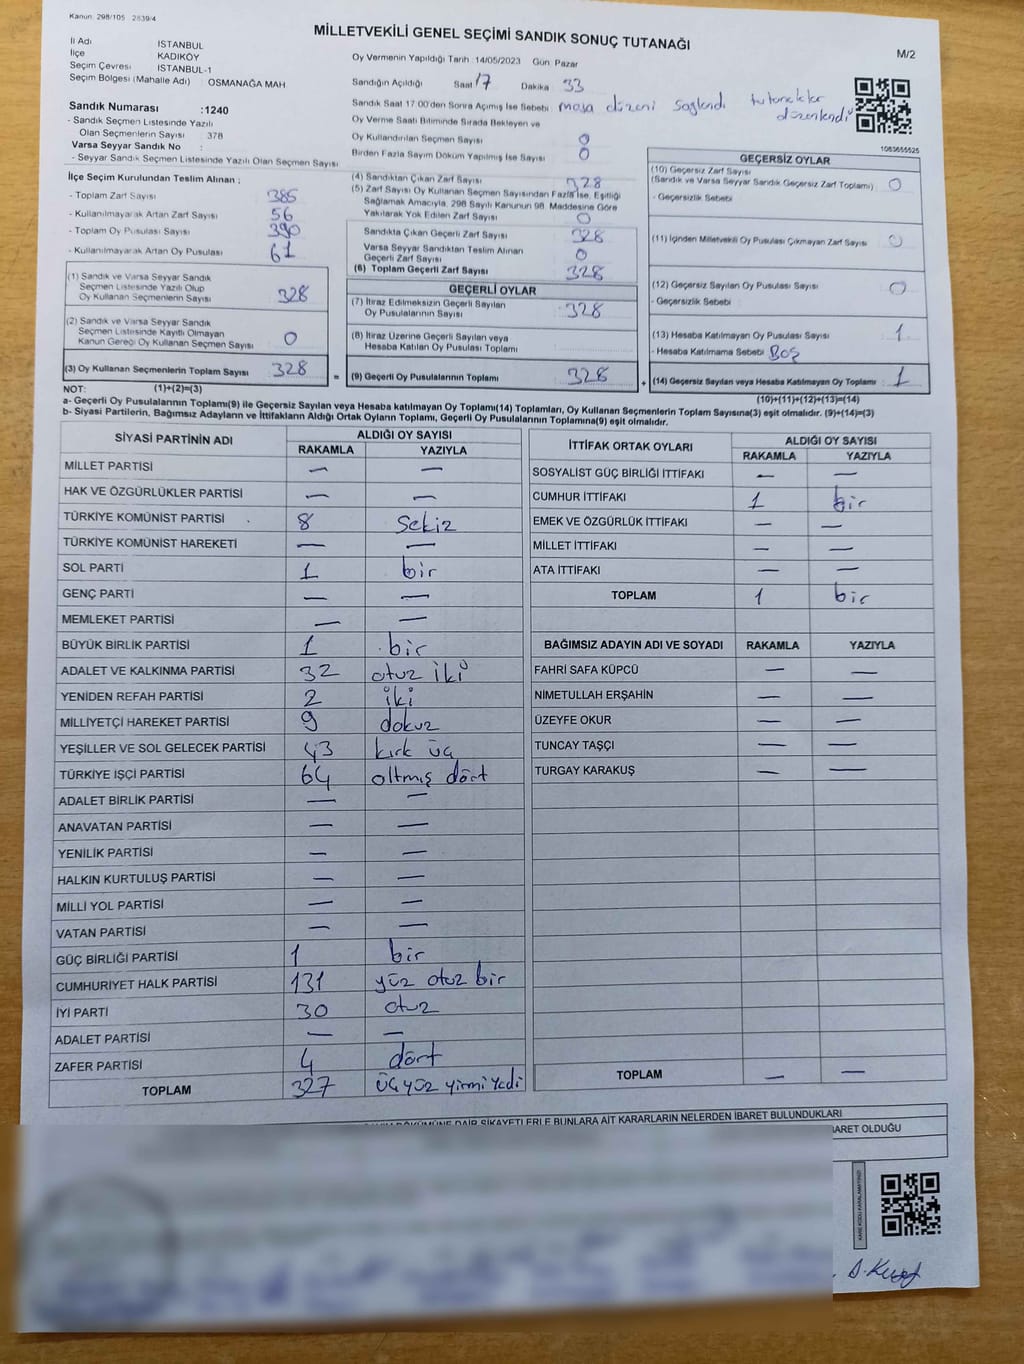 Kanun: 298/105 2839/4
MİLLETVEKİLİ GENEL SEÇİMİ SANDIK SONUÇ TUTANAĞI
M/2
İl Adı İSTANBUL
İlçe KADIKÖY
Seçim Çevresi İSTANBUL-1
Seçim Bölgesi (Mahalle Adı) : OSMANAĞA MAH
Sandık Numarası :1240
- Sandık Seçmen Listesinde Yazılı
Olan Seçmenlerin Sayısı : 378
Varsa Seyyar Sandık No :
- Seyyar Sandık Seçmen Listesinde Yazılı Olan Seçmen Sayısı
Oy Vermenin Yapıldığı Tarih : 14/05/2023 Gün: Pazar
Sandığın Açıldığı Saat 17 Dakika 33
Sandık Saat 17:00'den Sonra Açımış İse Sebebi: masa düzeni sağlandı tutanaklar
düzenlendi
Oy Verme Saati Bitiminde Sırada Bekleyen ve
Oy Kullandırılan Seçmen Sayısı 0
Birden Fazla Sayım Döküm Yapılmış İse Sayısı 0
1083655525
İlçe Seçim Kurulundan Teslim Alınan :
- Toplam Zarf Sayısı : 385
- Kullanılmayarak Artan Zarf Sayısı : 56
- Toplam Oy Pusulası Sayısı : 390
- Kullanılmayarak Artan Oy Pusulası : 61
(1) Sandık ve Varsa Seyyar Sandık
Seçmen Listesinde Yazılı Olup
Oy Kullanan Seçmenlerin Sayısı : 328
(2) Sandık ve Varsa Seyyar Sandık
Seçmen Listesinde Kayıtlı Olmayan
Kanun Gereği Oy Kullanan Seçmen Sayısı : 0
(3) Oy Kullanan Seçmenlerin Toplam Sayısı : 328 =
(4) Sandıktan Çıkan Zarf Sayısı 328
(5) Zarf Sayısı Oy Kullanan Seçmen Sayısından Fazla İse, Eşitliği
Sağlamak Amacıyla, 298 Sayılı Kanunun 98. Maddesine Göre
Yakılarak Yok Edilen Zarf Sayısı 0
Sandıkta Çıkan Geçerli Zarf Sayısı : 328
Varsa Seyyar Sandıktan Teslim Alınan
Geçerli Zarf Sayısı : 0
(6) Toplam Geçerli Zarf Sayısı : 328
GEÇERLİ OYLAR
(7) İtiraz Edilmeksizin Geçerli Sayılan
Oy Pusulalarının Sayısı : 328
(8) İtiraz Üzerine Geçerli Sayılan veya
Hesaba Katılan Oy Pusulası Toplamı :
(9) Geçerli Oy Pusulalarının Toplamı : 328 +
GEÇERSİZ OYLAR
(10) Geçersiz Zarf Sayısı
(Sandık ve Varsa Seyyar Sandık Geçersiz Zarf Toplamı) : 0
- Geçersizlik Sebebi
(11) İçinden Milletvekili Oy Pusulası Çıkmayan Zarf Sayısı : 0
(12) Geçersiz Sayılan Oy Pusulası Sayısı : 0
- Geçersizlik Sebebi
(13) Hesaba Katılmayan Oy Pusulası Sayısı : 1
- Hesaba Katılmama Sebebi BOŞ
(14) Geçersiz Sayılan veya Hesaba Katılmayan Oy Toplamı : 1
NOT: (1)+(2)=(3) (10)+(11)+(12)+(13)=(14)
a- Geçerli Oy Pusulalarının Toplamı(9) ile Geçersiz Sayılan veya Hesaba katılmayan Oy Toplamı(14) Toplamları, Oy Kullanan Seçmenlerin Toplam Sayısına(3) eşit olmalıdır. (9)+(14)=(3)
b- Siyasi Partilerin, Bağımsız Adayların ve İttifakların Aldığı Ortak Oyların Toplamı, Geçerli Oy Pusulalarının Toplamına(9) eşit olmalıdır.
SİYASİ PARTİNİN ADI ALDIĞI OY SAYISI
RAKAMLA YAZIYLA
MİLLET PARTİSİ — —
HAK VE ÖZGÜRLÜKLER PARTİSİ — —
TÜRKİYE KOMÜNİST PARTİSİ 8 Sekiz
TÜRKİYE KOMÜNİST HAREKETİ — —
SOL PARTİ 1 bir
GENÇ PARTİ — —
MEMLEKET PARTİSİ — —
BÜYÜK BİRLİK PARTİSİ 1 bir
ADALET VE KALKINMA PARTİSİ 32 otuz iki
YENİDEN REFAH PARTİSİ 2 iki
MİLLİYETÇİ HAREKET PARTİSİ 9 dokuz
YEŞİLLER VE SOL GELECEK PARTİSİ 43 kırk üç
TÜRKİYE İŞÇİ PARTİSİ 64 altmış dört
ADALET BİRLİK PARTİSİ — —
ANAVATAN PARTİSİ — —
YENİLİK PARTİSİ — —
HALKIN KURTULUŞ PARTİSİ — —
MİLLİ YOL PARTİSİ — —
VATAN PARTİSİ — —
GÜÇ BİRLİĞİ PARTİSİ 1 bir
CUMHURİYET HALK PARTİSİ 131 yüz otuz bir
İYİ PARTİ 30 otuz
ADALET PARTİSİ — —
ZAFER PARTİSİ 4 dört
TOPLAM 327 üç yüz yirmi yedi
İTTİFAK ORTAK OYLARI ALDIĞI OY SAYISI
RAKAMLA YAZIYLA
SOSYALİST GÜÇ BİRLİĞİ İTTİFAKI — —
CUMHUR İTTİFAKI 1 bir
EMEK VE ÖZGÜRLÜK İTTİFAKI — —
MİLLET İTTİFAKI — —
ATA İTTİFAKI — —
TOPLAM 1 bir
BAĞIMSIZ ADAYIN ADI VE SOYADI RAKAMLA YAZIYLA
FAHRİ SAFA KÜPCÜ — —
NİMETULLAH ERŞAHİN — —
ÜZEYFE OKUR — —
TUNCAY TAŞÇI — —
TURGAY KARAKUŞ — —
TOPLAM — —
DÖKÜMÜNE DAİR ŞİKAYETLERLE BUNLARA AİT KARARLARIN NELERDEN İBARET BULUNDUKLARI
BARET OLDUĞU